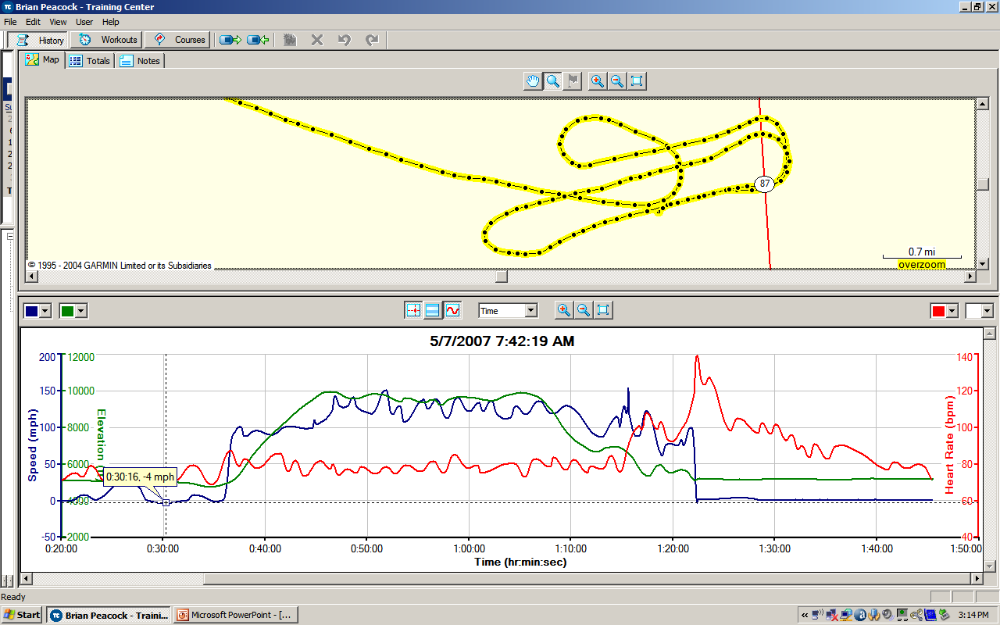 Brian Peacock - Training Center
File Edit View User Help
History Workouts Courses
Map Totals Notes
Su
T
87
0.7 mi
overzoom
© 1995 - 2004 GARMIN Limited or its Subsidiaries
Time
5/7/2007 7:42:19 AM
200 12000 140
150 10000 120
100 8000 100
50 6000 80
0 4000 60
-50 2000 40
Speed (mph)
Elevation
Heart Rate (bpm)
0:30:16, -4 mph
0:20:00 0:30:00 0:40:00 0:50:00 1:00:00 1:10:00 1:20:00 1:30:00 1:40:00 1:50:00
Time (hr:min:sec)
Ready
Start Brian Peacock - Traini... Microsoft PowerPoint - [... 3:14 PM